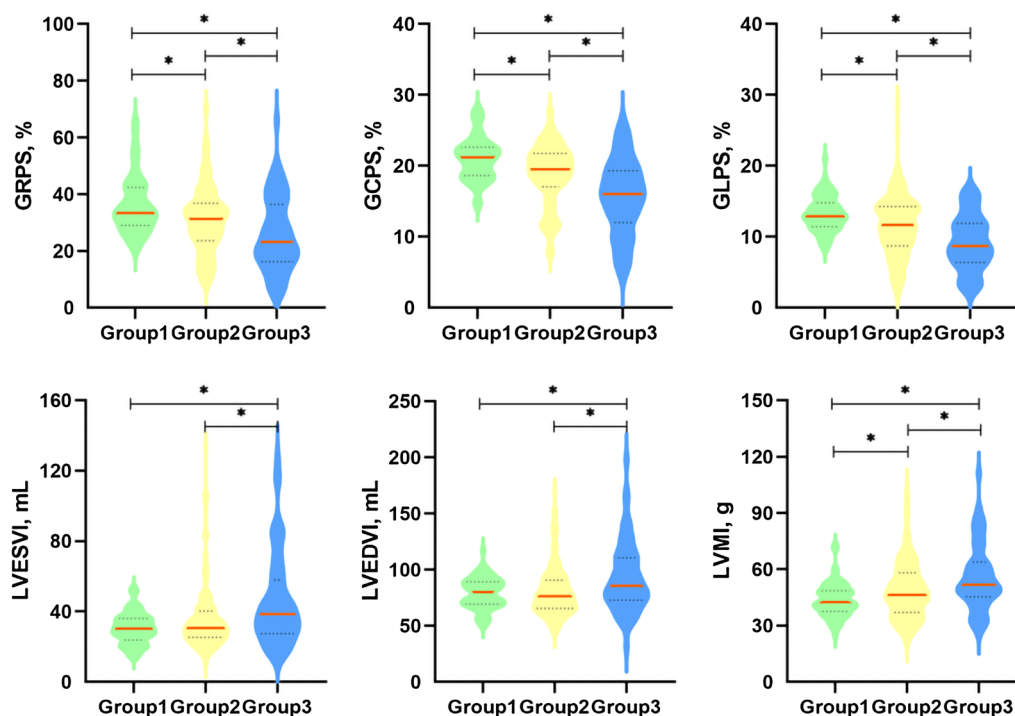 GRPS, %
100
80
60
40
20
0
* * *
Group1 Group2 Group3
GCPS, %
40
30
20
10
0
* * *
Group1 Group2 Group3
GLPS, %
40
30
20
10
0
* * *
Group1 Group2 Group3
LVESVI, mL
160
120
80
40
0
* *
Group1 Group2 Group3
LVEDVI, mL
250
200
150
100
50
0
* *
Group1 Group2 Group3
LVMI, g
150
120
90
60
30
0
* * *
Group1 Group2 Group3